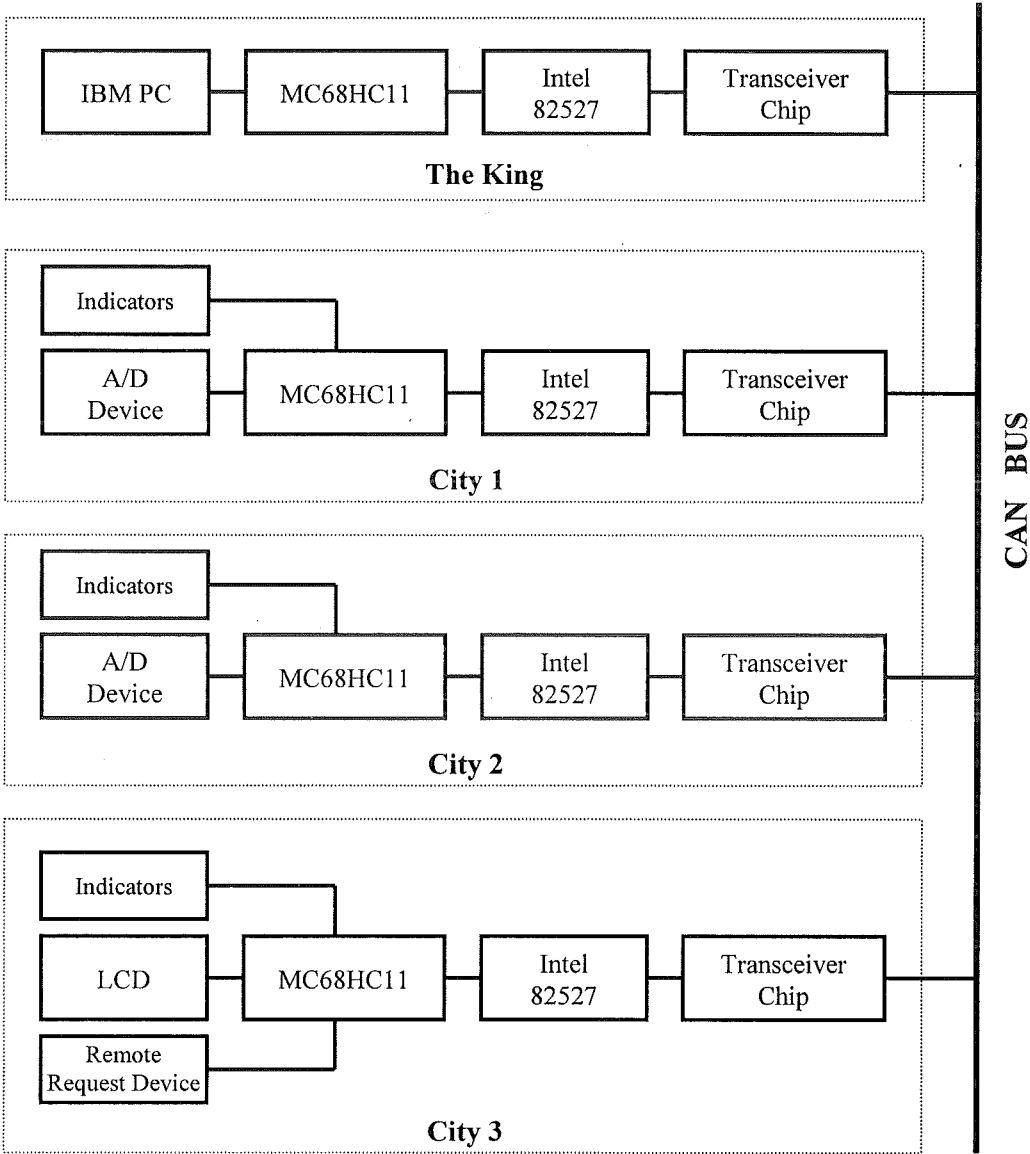 IBM PC
MC68HC11
Intel
82527
Transceiver
Chip
The King
Indicators
A/D
Device
MC68HC11
Intel
82527
Transceiver
Chip
City 1
Indicators
A/D
Device
MC68HC11
Intel
82527
Transceiver
Chip
City 2
Indicators
LCD
MC68HC11
Intel
82527
Transceiver
Chip
Remote
Request Device
City 3
CAN BUS